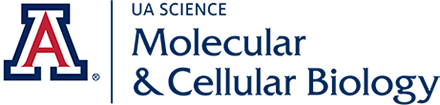 A
®
UA SCIENCE
Molecular
& Cellular Biology